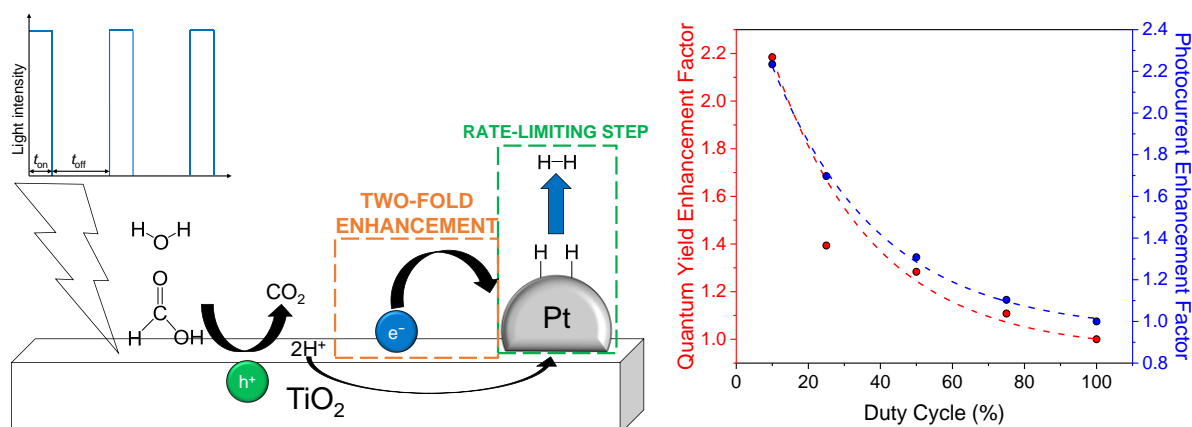 Light intensity
t_on
t_off
H O H
O
H C OH
CO₂
h⁺
TiO₂
2H⁺
TWO-FOLD
ENHANCEMENT
e⁻
RATE-LIMITING STEP
H–H
H H
Pt
Quantum Yield Enhancement Factor
2.2
2.0
1.8
1.6
1.4
1.2
1.0
0 20 40 60 80 100
Duty Cycle (%)
2.4
2.2
2.0
1.8
1.6
1.4
1.2
1.0
0.8
Photocurrent Enhancement Factor